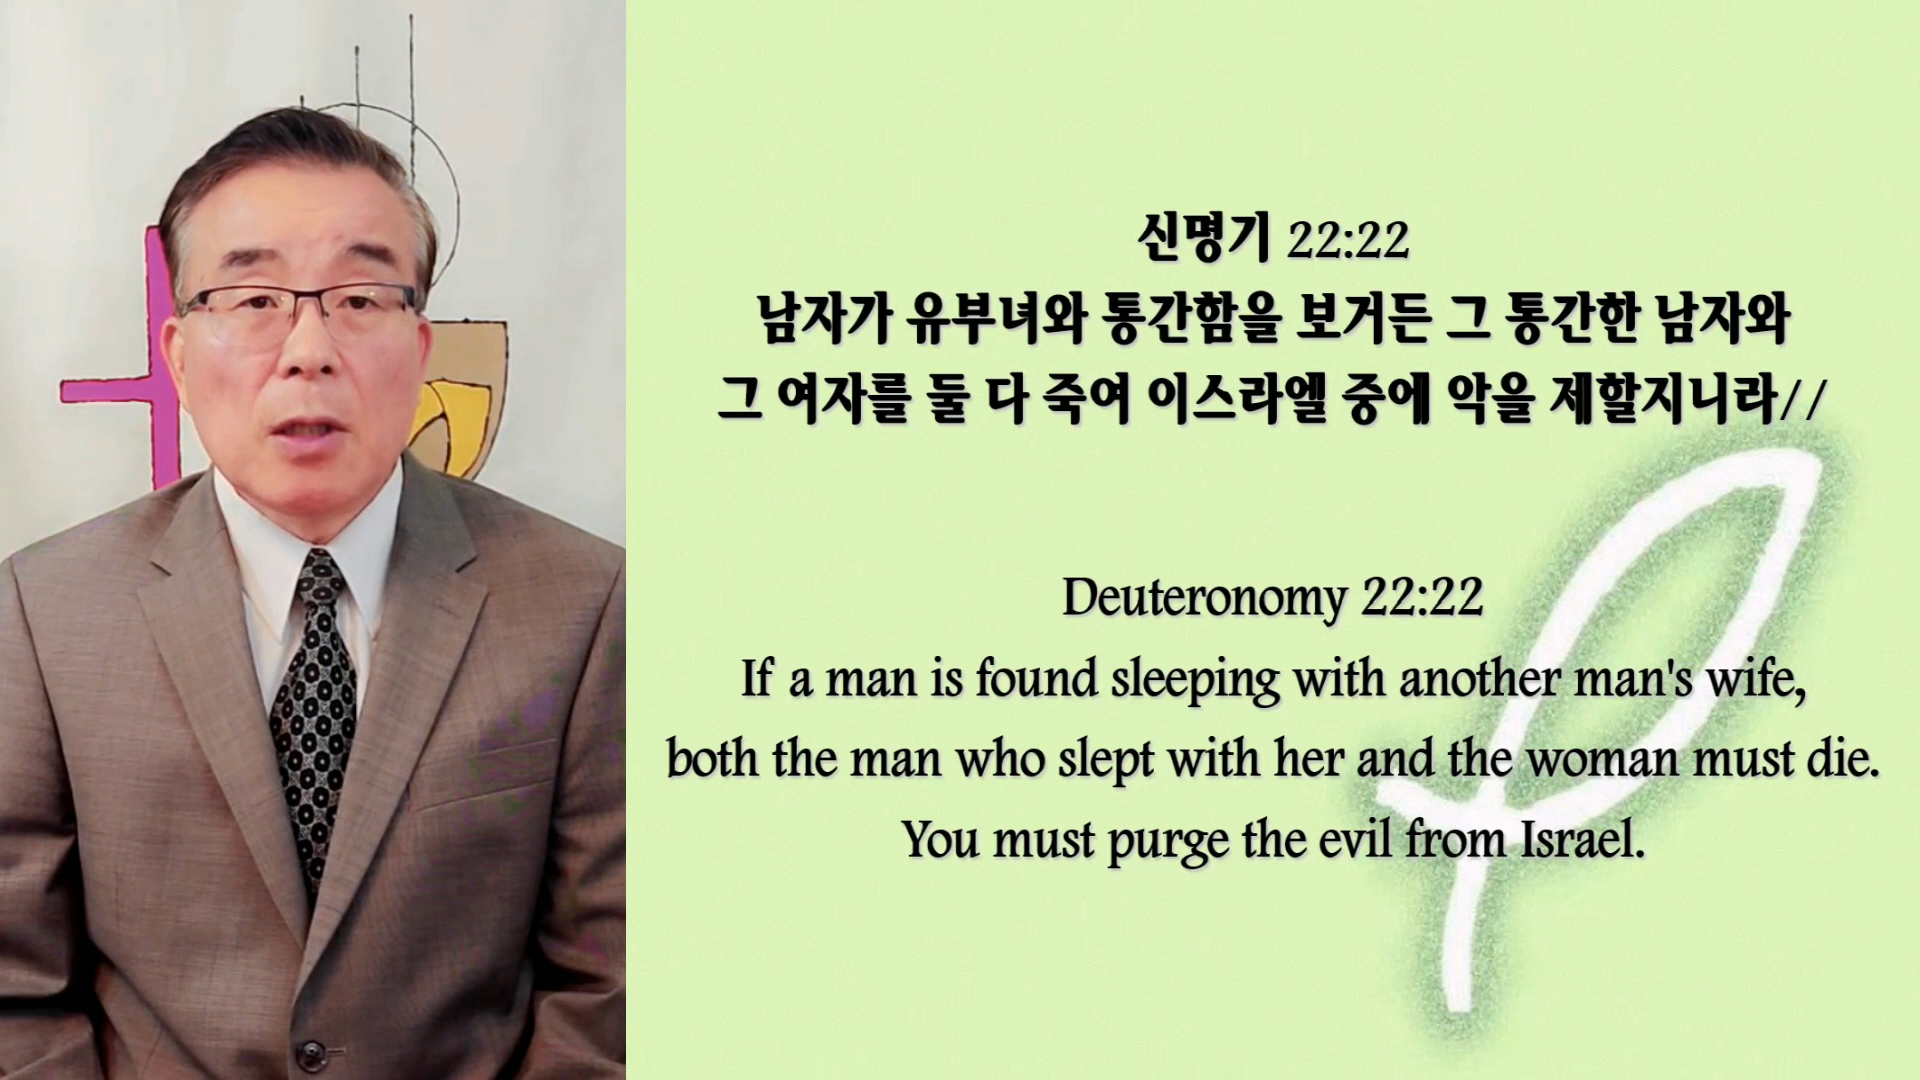 신명기 22:22
남자가 유부녀와 통간함을 보거든 그 통간한 남자와
그 여자를 둘 다 죽여 이스라엘 중에 악을 제할지니라//
Deuteronomy 22:22
If a man is found sleeping with another man's wife,
both the man who slept with her and the woman must die.
You must purge the evil from Israel.